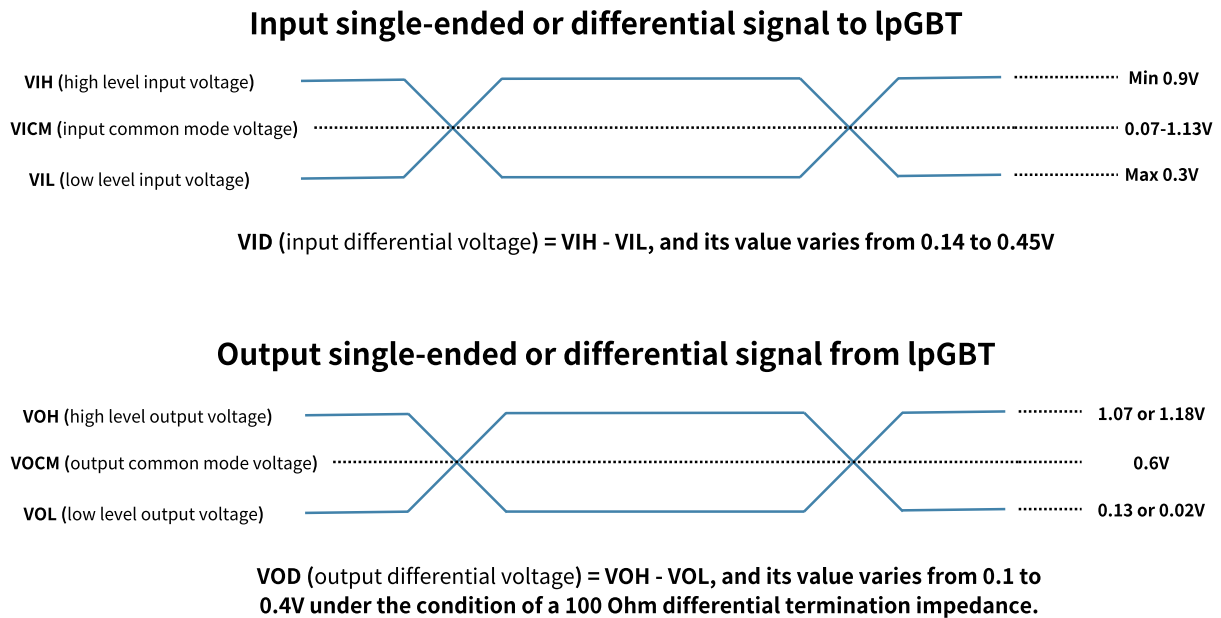 Input single-ended or differential signal to lpGBT
VIH (high level input voltage)
Min 0.9V
VICM (input common mode voltage)
0.07-1.13V
VIL (low level input voltage)
Max 0.3V
VID (input differential voltage) = VIH - VIL, and its value varies from 0.14 to 0.45V
Output single-ended or differential signal from lpGBT
VOH (high level output voltage)
1.07 or 1.18V
VOCM (output common mode voltage)
0.6V
VOL (low level output voltage)
0.13 or 0.02V
VOD (output differential voltage) = VOH - VOL, and its value varies from 0.1 to
0.4V under the condition of a 100 Ohm differential termination impedance.